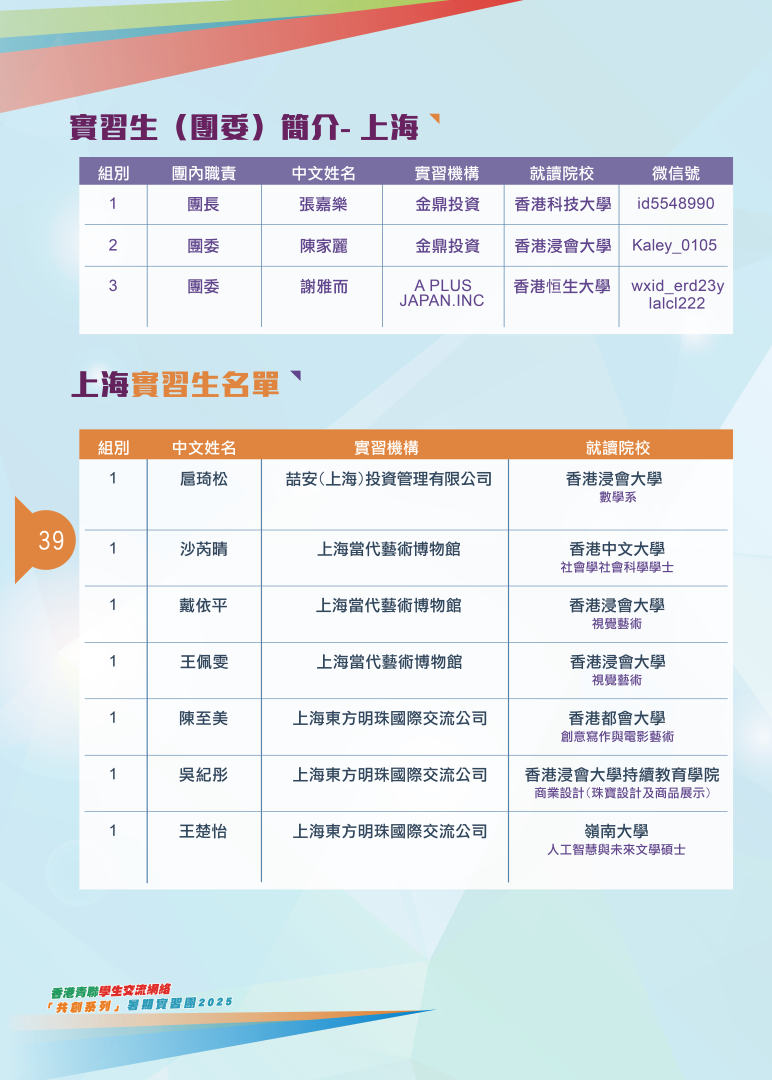 實習生（團委）簡介- 上海
組別 團內職責 中文姓名 實習機構 就讀院校 微信號
1 團長 張嘉樂 金鼎投資 香港科技大學 id5548990
2 團委 陳家麗 金鼎投資 香港浸會大學 Kaley_0105
3 團委 謝雅而 A PLUS 香港恒生大學 wxid_erd23y
JAPAN.INC lalcl222
上海實習生名單
組別 中文姓名 實習機構 就讀院校
1 扈琦松 喆安（上海）投資管理有限公司 香港浸會大學
數學系
1 沙芮晴 上海當代藝術博物館 香港中文大學
社會學社會科學學士
39
1 戴依平 上海當代藝術博物館 香港浸會大學
視覺藝術
1 王佩雯 上海當代藝術博物館 香港浸會大學
視覺藝術
1 陳至美 上海東方明珠國際交流公司 香港都會大學
創意寫作與電影藝術
1 吳紀彤 上海東方明珠國際交流公司 香港浸會大學持續教育學院
商業設計（珠寶設計及商品展示）
1 王楚怡 上海東方明珠國際交流公司 嶺南大學
人工智慧與未來文學碩士
香港青聯學生交流網絡
「共創系列」暑期實習團2025